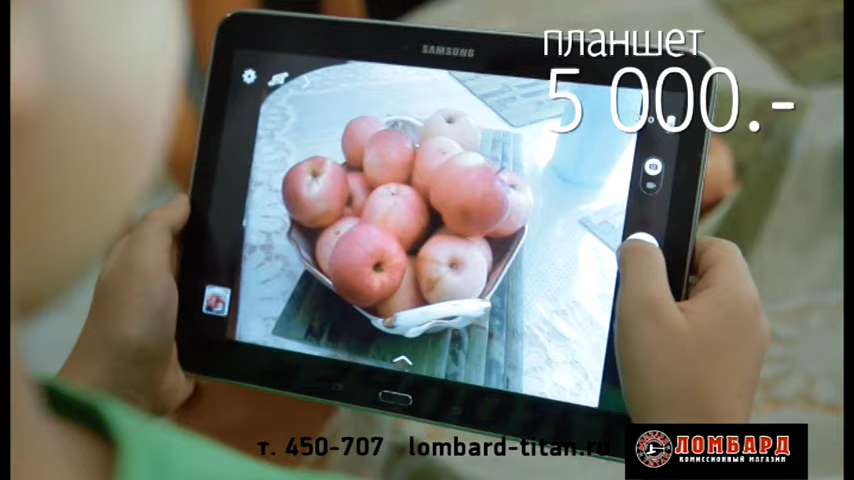 SAMSUNG
планшет
5 000.-
т. 450-707 lombard-titan.ru
ЛОМБАРД
КОМИССИОННЫЙ МАГАЗИН